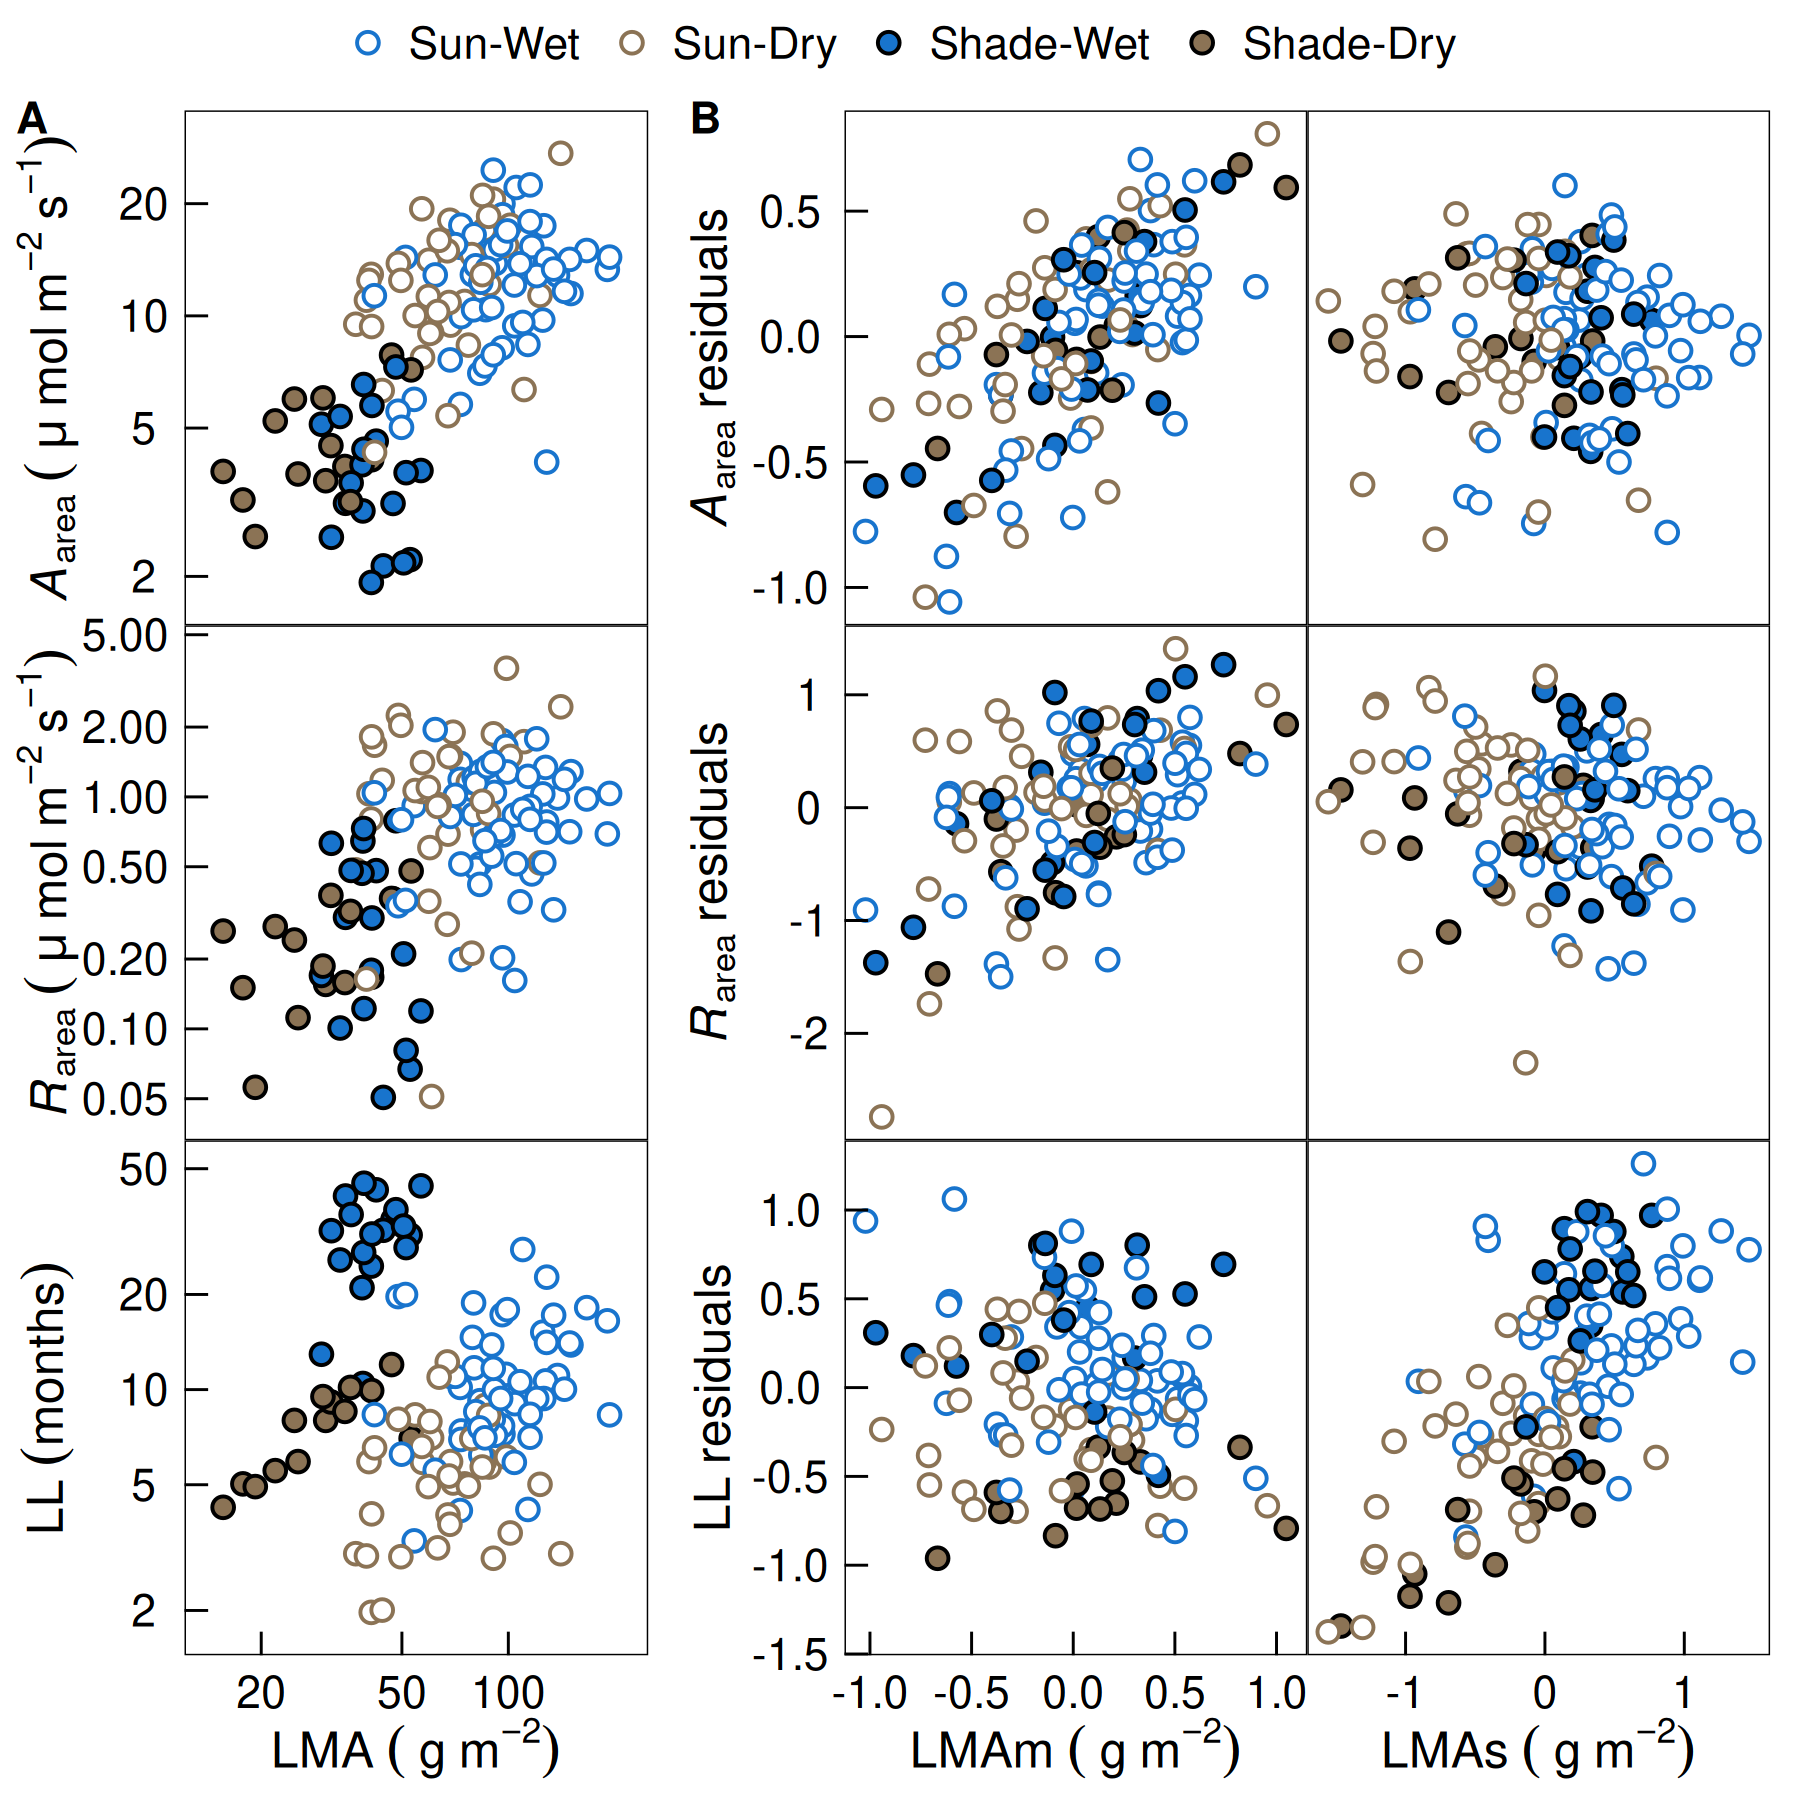 Sun-Wet Sun-Dry Shade-Wet Shade-Dry
A
B
A area ( μ mol m −2 s −1)
20
10
5
2
A area residuals
0.5
0.0
-0.5
-1.0
R area ( μ mol m −2 s −1)
5.00
2.00
1.00
0.50
0.20
0.10
0.05
R area residuals
1
0
-1
-2
LL (months)
50
20
10
5
2
LL residuals
1.0
0.5
0.0
-0.5
-1.0
-1.5
20 50 100
-1.0 -0.5 0.0 0.5 1.0
-1 0 1
LMA ( g m −2)
LMAm ( g m −2)
LMAs ( g m −2)